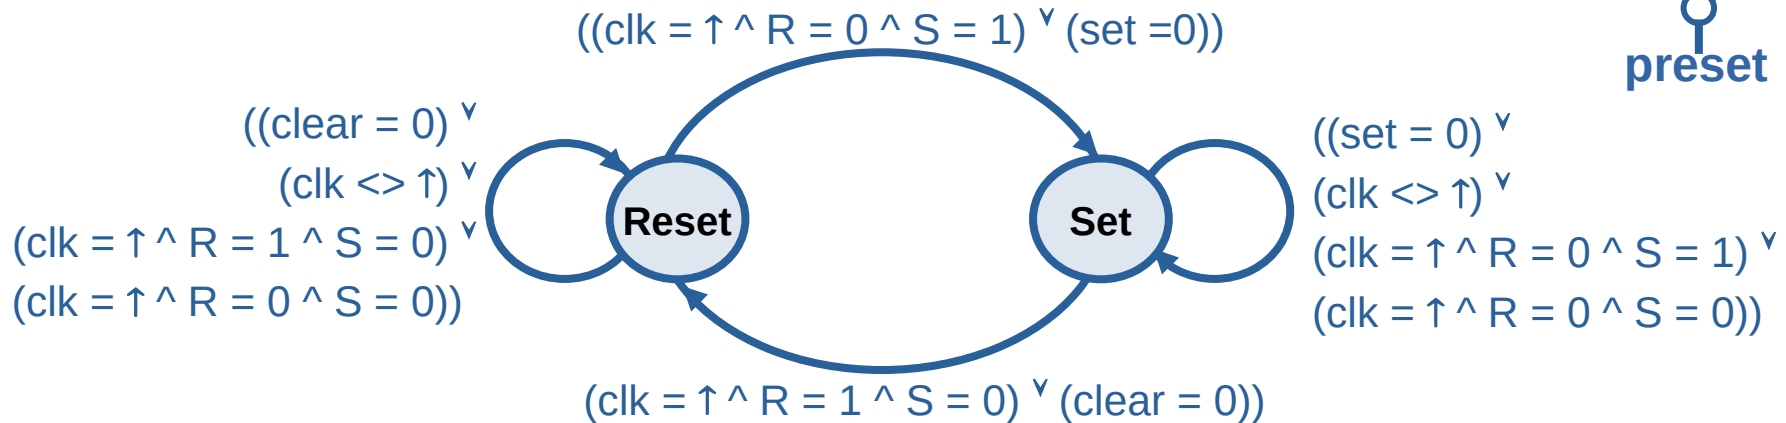 ((clk = ↑ ^ R = 0 ^ S = 1) ˅ (set =0))
preset
((clear = 0) ˅
(clk <> ↑) ˅
(clk = ↑ ^ R = 1 ^ S = 0) ˅
(clk = ↑ ^ R = 0 ^ S = 0))
Reset
Set
((set = 0) ˅
(clk <> ↑) ˅
(clk = ↑ ^ R = 0 ^ S = 1) ˅
(clk = ↑ ^ R = 0 ^ S = 0))
(clk = ↑ ^ R = 1 ^ S = 0) ˅ (clear = 0))